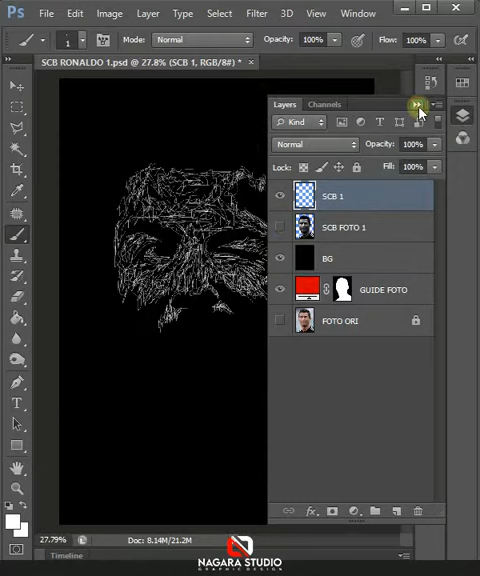 Ps File Edit Image Layer Type Select Filter 3D View Window
1 Mode: Normal Opacity: 100% Flow: 100%
SCB RONALDO 1.psd @ 27.8% (SCB 1, RGB/8#) * ×
Layers Channels
Kind
Normal Opacity: 100%
Lock: Fill: 100%
SCB 1
SCB FOTO 1
BG
GUIDE FOTO
FOTO ORI
fx
27.79% Doc: 8.14M/21.2M
Timeline
NAGARA STUDIO
GRAPHIC DESIGN